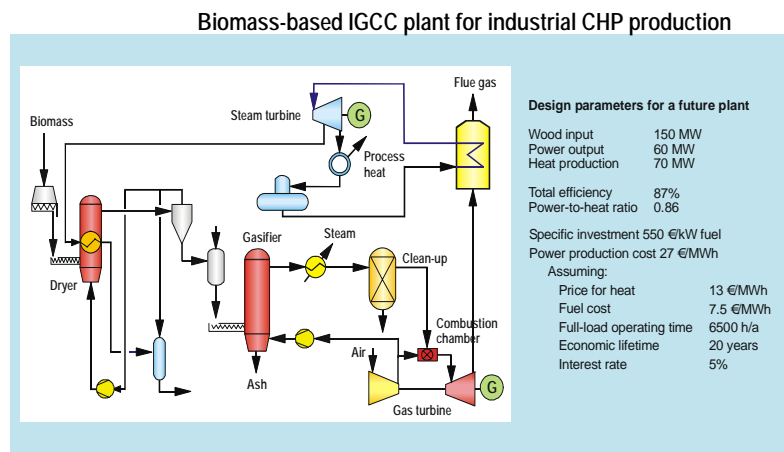 Biomass-based IGCC plant for industrial CHP production
Flue gas
Steam turbine
G
Biomass
Process
heat
Gasifier
Steam
Clean-up
Dryer
Combustion
chamber
Air
Ash
G
Gas turbine
Design parameters for a future plant
Wood input 150 MW
Power output 60 MW
Heat production 70 MW
Total efficiency 87%
Power-to-heat ratio 0.86
Specific investment 550 €/kW fuel
Power production cost 27 €/MWh
Assuming:
Price for heat 13 €/MWh
Fuel cost 7.5 €/MWh
Full-load operating time 6500 h/a
Economic lifetime 20 years
Interest rate 5%